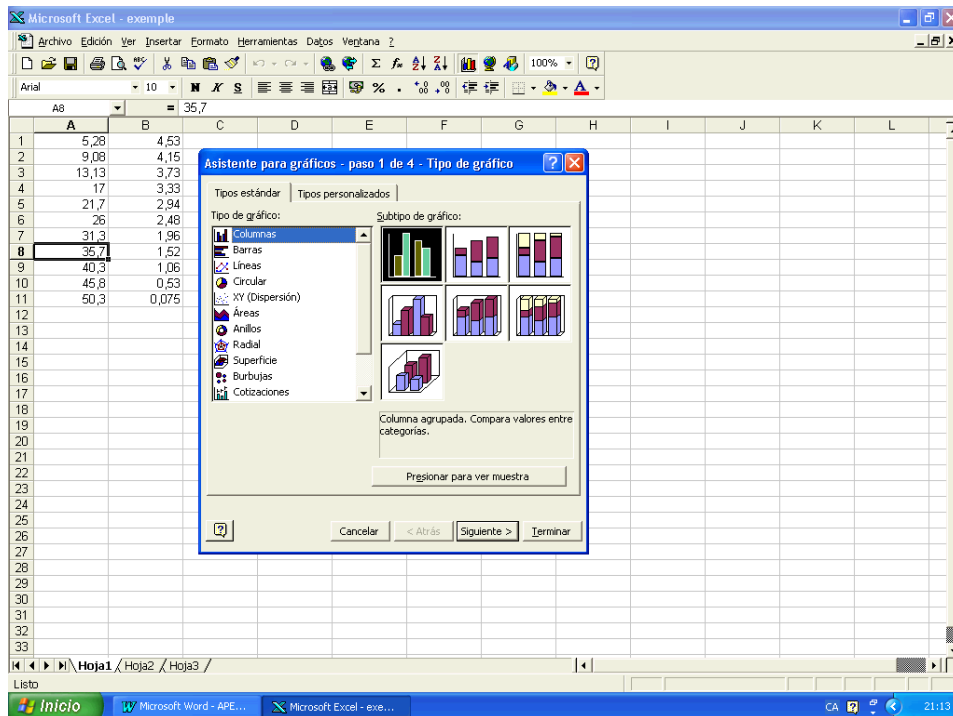 Microsoft Excel - exemple
Archivo Edición Ver Insertar Formato Herramientas Datos Ventana ?
100%
Arial 10 N K S % .
A8 = 35,7
A B C D E F G H I J K L
1 5,28 4,53
2 9,08 4,15
3 13,13 3,73
4 17 3,33
5 21,7 2,94
6 26 2,48
7 31,3 1,96
8 35,7 1,52
9 40,3 1,06
10 45,8 0,53
11 50,3 0,075
12
13
14
15
16
17
18
19
20
21
22
23
24
25
26
27
28
29
30
31
32
33
Asistente para gráficos - paso 1 de 4 - Tipo de gráfico
Tipos estándar Tipos personalizados
Tipo de gráfico:
Columnas
Barras
Líneas
Circular
XY (Dispersión)
Áreas
Anillos
Radial
Superficie
Burbujas
Cotizaciones
Subtipo de gráfico:
Columna agrupada. Compara valores entre
categorías.
Presionar para ver muestra
Cancelar < Atrás Siguiente > Terminar
Hoja1 Hoja2 Hoja3
Listo
Inicio Microsoft Word - APE... Microsoft Excel - exe... CA 21:13